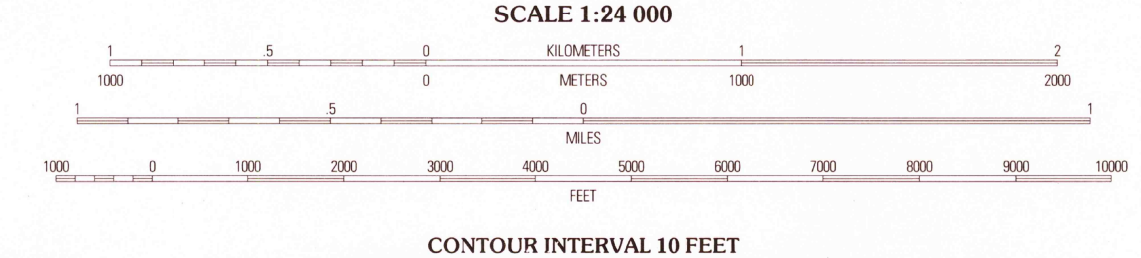 SCALE 1:24 000
1 .5 0 KILOMETERS 1 2
1000 0 METERS 1000 2000
1 .5 0 1
MILES
1000 0 1000 2000 3000 4000 5000 6000 7000 8000 9000 10000
FEET
CONTOUR INTERVAL 10 FEET